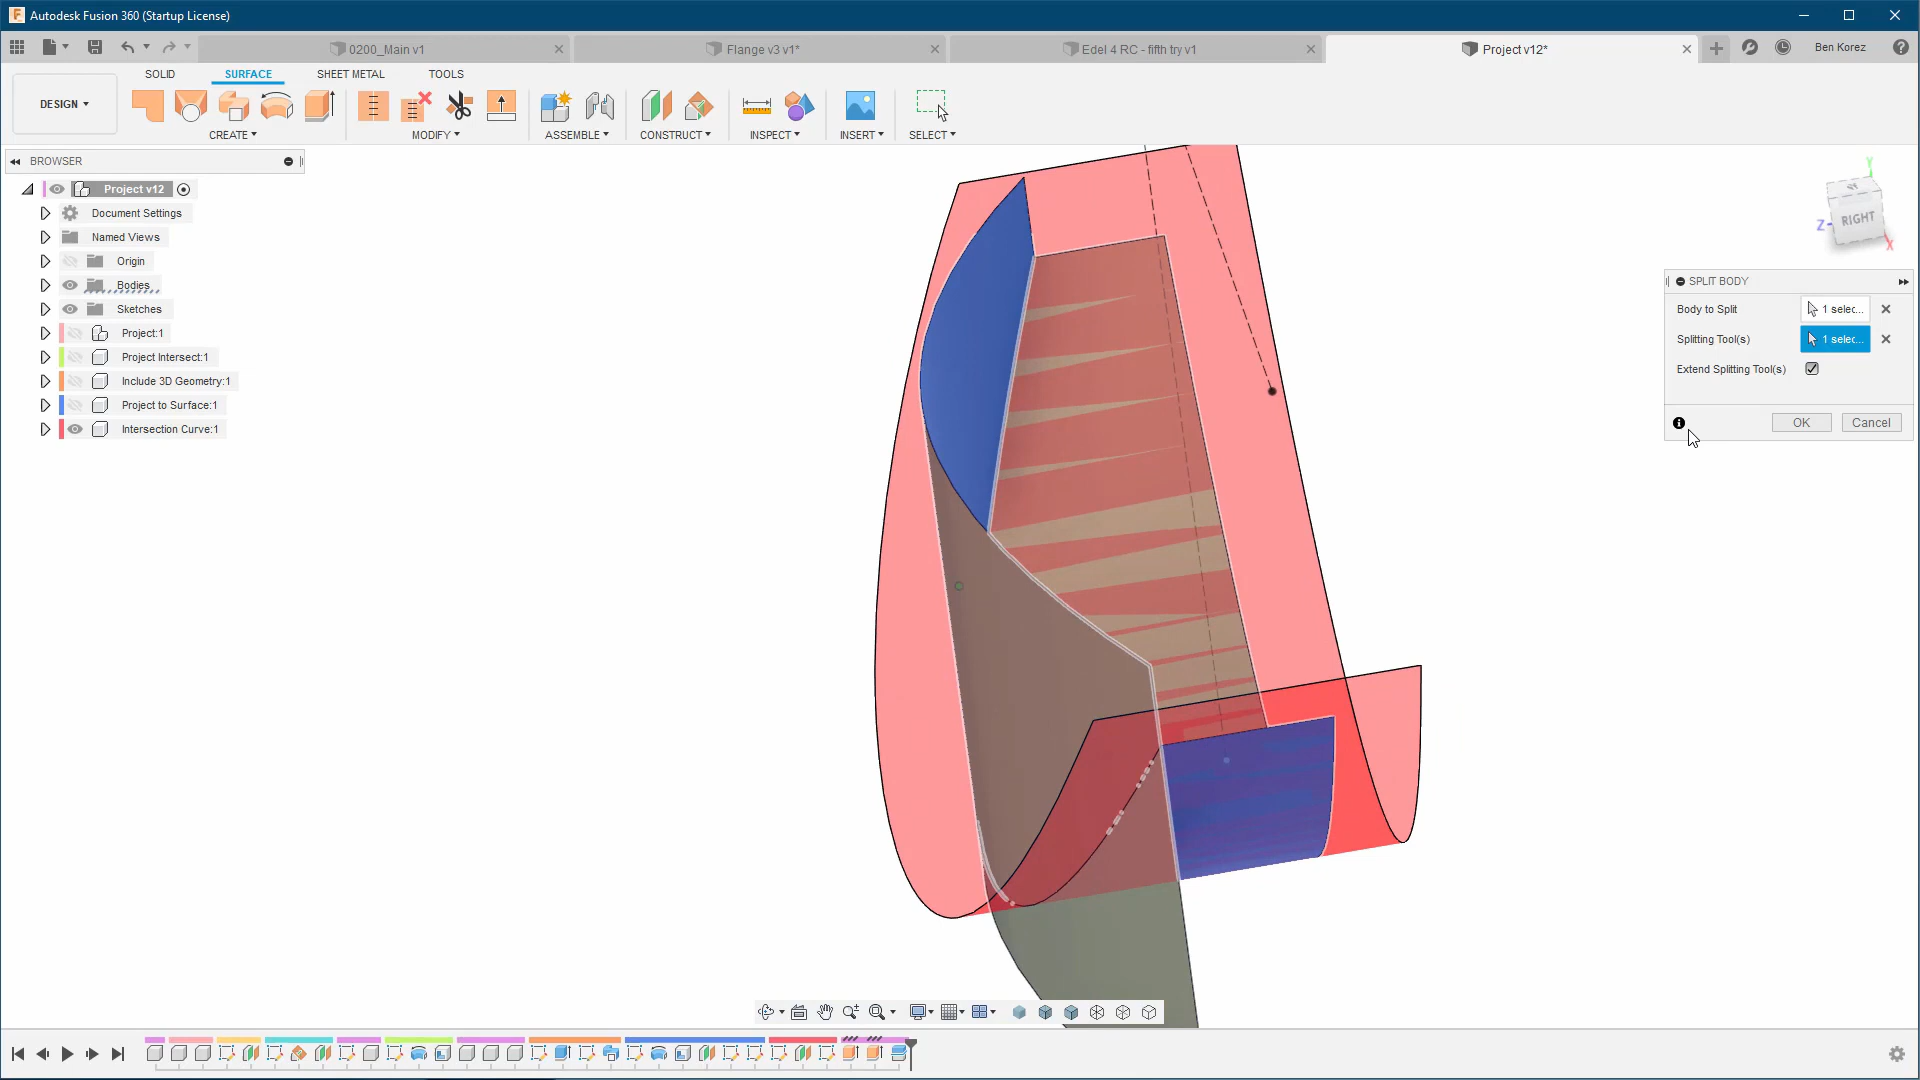 Autodesk Fusion 360 (Startup License)
0200_Main v1
Flange v3 v1*
Edel 4 RC - fifth try v1
Project v12*
Ben Korez
DESIGN
SOLID
SURFACE
SHEET METAL
TOOLS
CREATE
MODIFY
ASSEMBLE
CONSTRUCT
INSPECT
INSERT
SELECT
BROWSER
Project v12
Document Settings
Named Views
Origin
Bodies
Sketches
Project:1
Project Intersect:1
Include 3D Geometry:1
Project to Surface:1
Intersection Curve:1
Y
RIGHT
Z
X
SPLIT BODY
Body to Split
1 selec...
Splitting Tool(s)
1 selec...
Extend Splitting Tool(s)
OK
Cancel